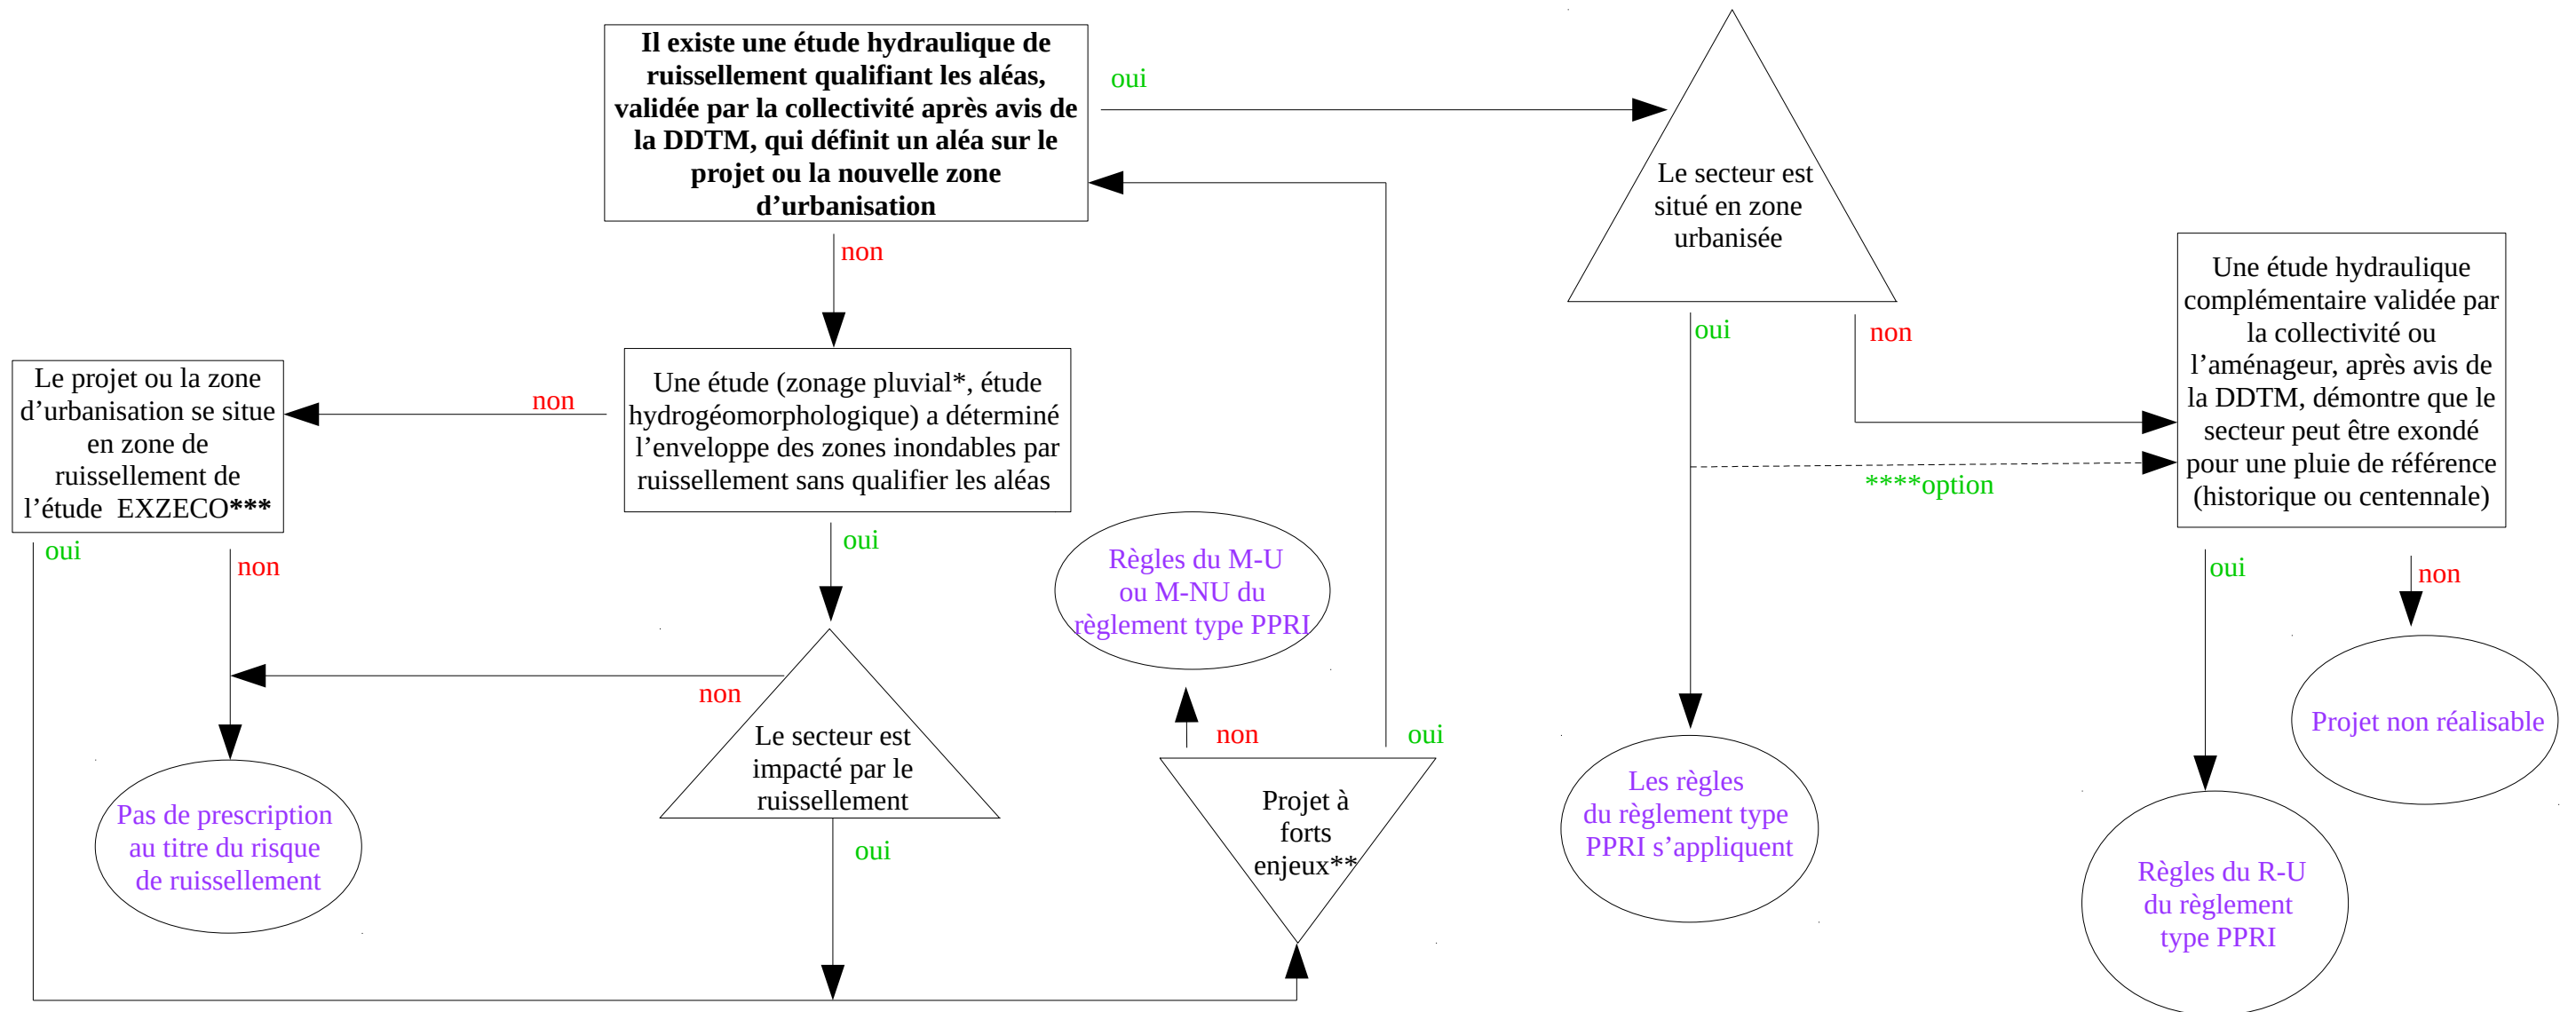 Il existe une étude hydraulique de
ruissellement qualifiant les aléas,
validée par la collectivité après avis de
la DDTM, qui définit un aléa sur le
projet ou la nouvelle zone
d’urbanisation
oui
non
Le secteur est
situé en zone
urbanisée
oui
non
Une étude hydraulique
complémentaire validée par
la collectivité ou
l’aménageur, après avis de
la DDTM, démontre que le
secteur peut être exondé
pour une pluie de référence
(historique ou centennale)
****option
oui
non
Le projet ou la zone
d’urbanisation se situe
en zone de
ruissellement de
l’étude EXZECO***
non
Une étude (zonage pluvial*, étude
hydrogéomorphologique) a déterminé
l’enveloppe des zones inondables par
ruissellement sans qualifier les aléas
oui
non
oui
Règles du M-U
ou M-NU du
règlement type PPRI
non
Le secteur est
impacté par le
ruissellement
oui
non
oui
Projet à
forts
enjeux**
Pas de prescription
au titre du risque
de ruissellement
Les règles
du règlement type
PPRI s’appliquent
Projet non réalisable
Règles du R-U
du règlement
type PPRI